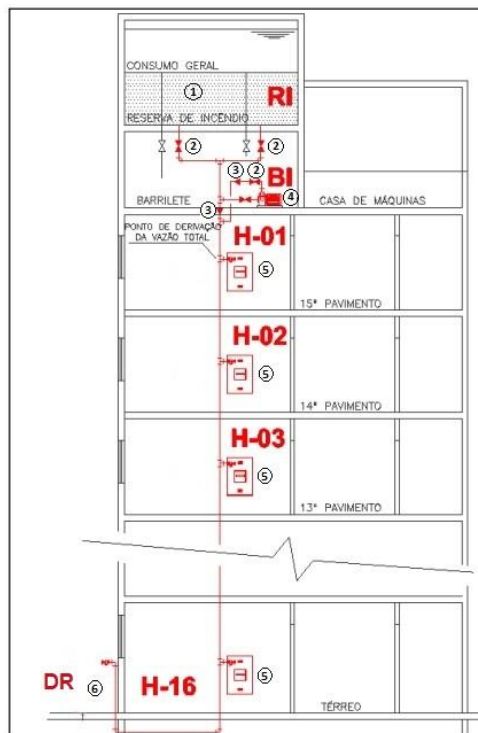 CONSUMO GERAL
1
RI
RESERVA DE INCÊNDIO
2
2
3
2
BI
4
BARRILETE
3
CASA DE MÁQUINAS
PONTO DE DERIVAÇÃO
DA VAZÃO TOTAL
H-01
5
15º PAVIMENTO
H-02
5
14º PAVIMENTO
H-03
5
13º PAVIMENTO
DR
6
H-16
5
TÉRREO